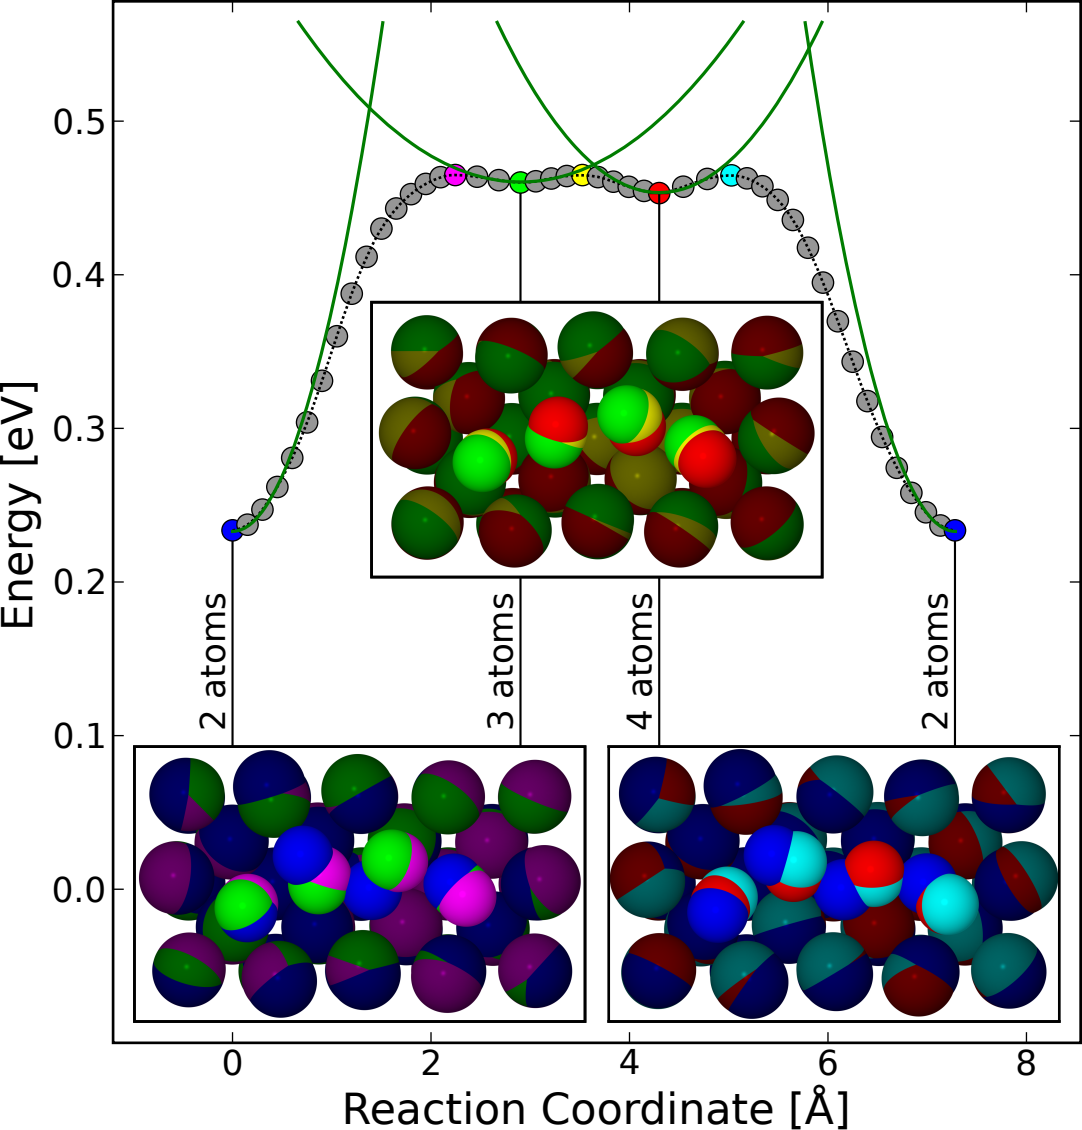 Energy [eV]
0.5
0.4
0.3
0.2
0.1
0.0
2 atoms
3 atoms
4 atoms
2 atoms
0
2
4
6
8
Reaction Coordinate [Å]